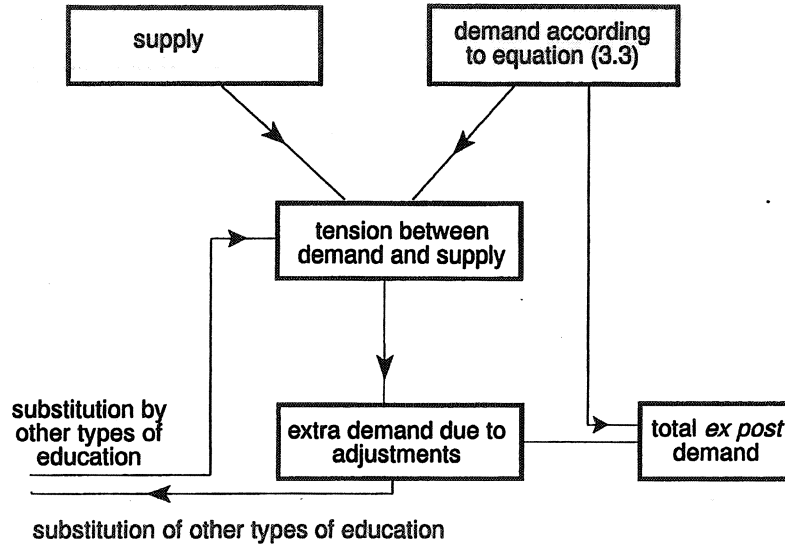 supply
demand according
to equation (3.3)
tension between
demand and supply
substitution by
other types of
education
extra demand due to
adjustments
total ex post
demand
substitution of other types of education